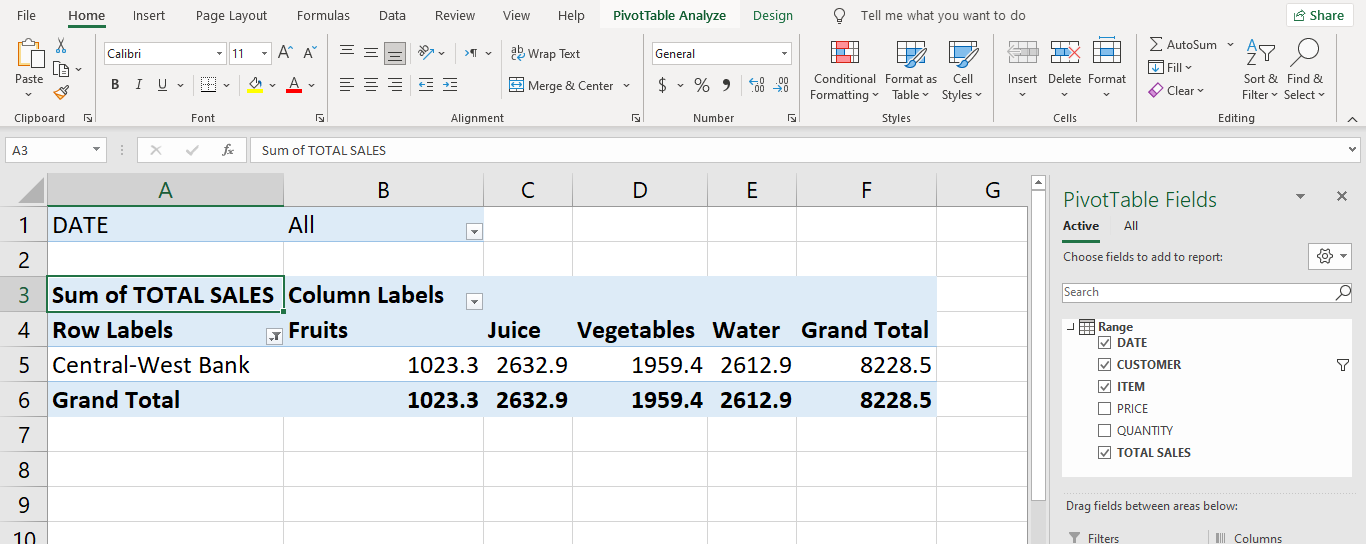 File Home Insert Page Layout Formulas Data Review View Help PivotTable Analyze Design Tell me what you want to do Share
Calibri 11 A A ab Wrap Text General AutoSum
Paste Fill
B I U A Merge & Center $ % Conditional Formatting Format as Table Cell Styles Insert Delete Format Clear Sort & Filter Find & Select
Clipboard Font Alignment Number Styles Cells Editing
A3 fx Sum of TOTAL SALES
A B C D E F G
1 DATE All
2
3 Sum of TOTAL SALES Column Labels
4 Row Labels Fruits Juice Vegetables Water Grand Total
5 Central-West Bank 1023.3 2632.9 1959.4 2612.9 8228.5
6 Grand Total 1023.3 2632.9 1959.4 2612.9 8228.5
7
8
9
10
PivotTable Fields
Active All
Choose fields to add to report:
Search
Range
DATE
CUSTOMER
ITEM
PRICE
QUANTITY
TOTAL SALES
Drag fields between areas below:
Filters Columns